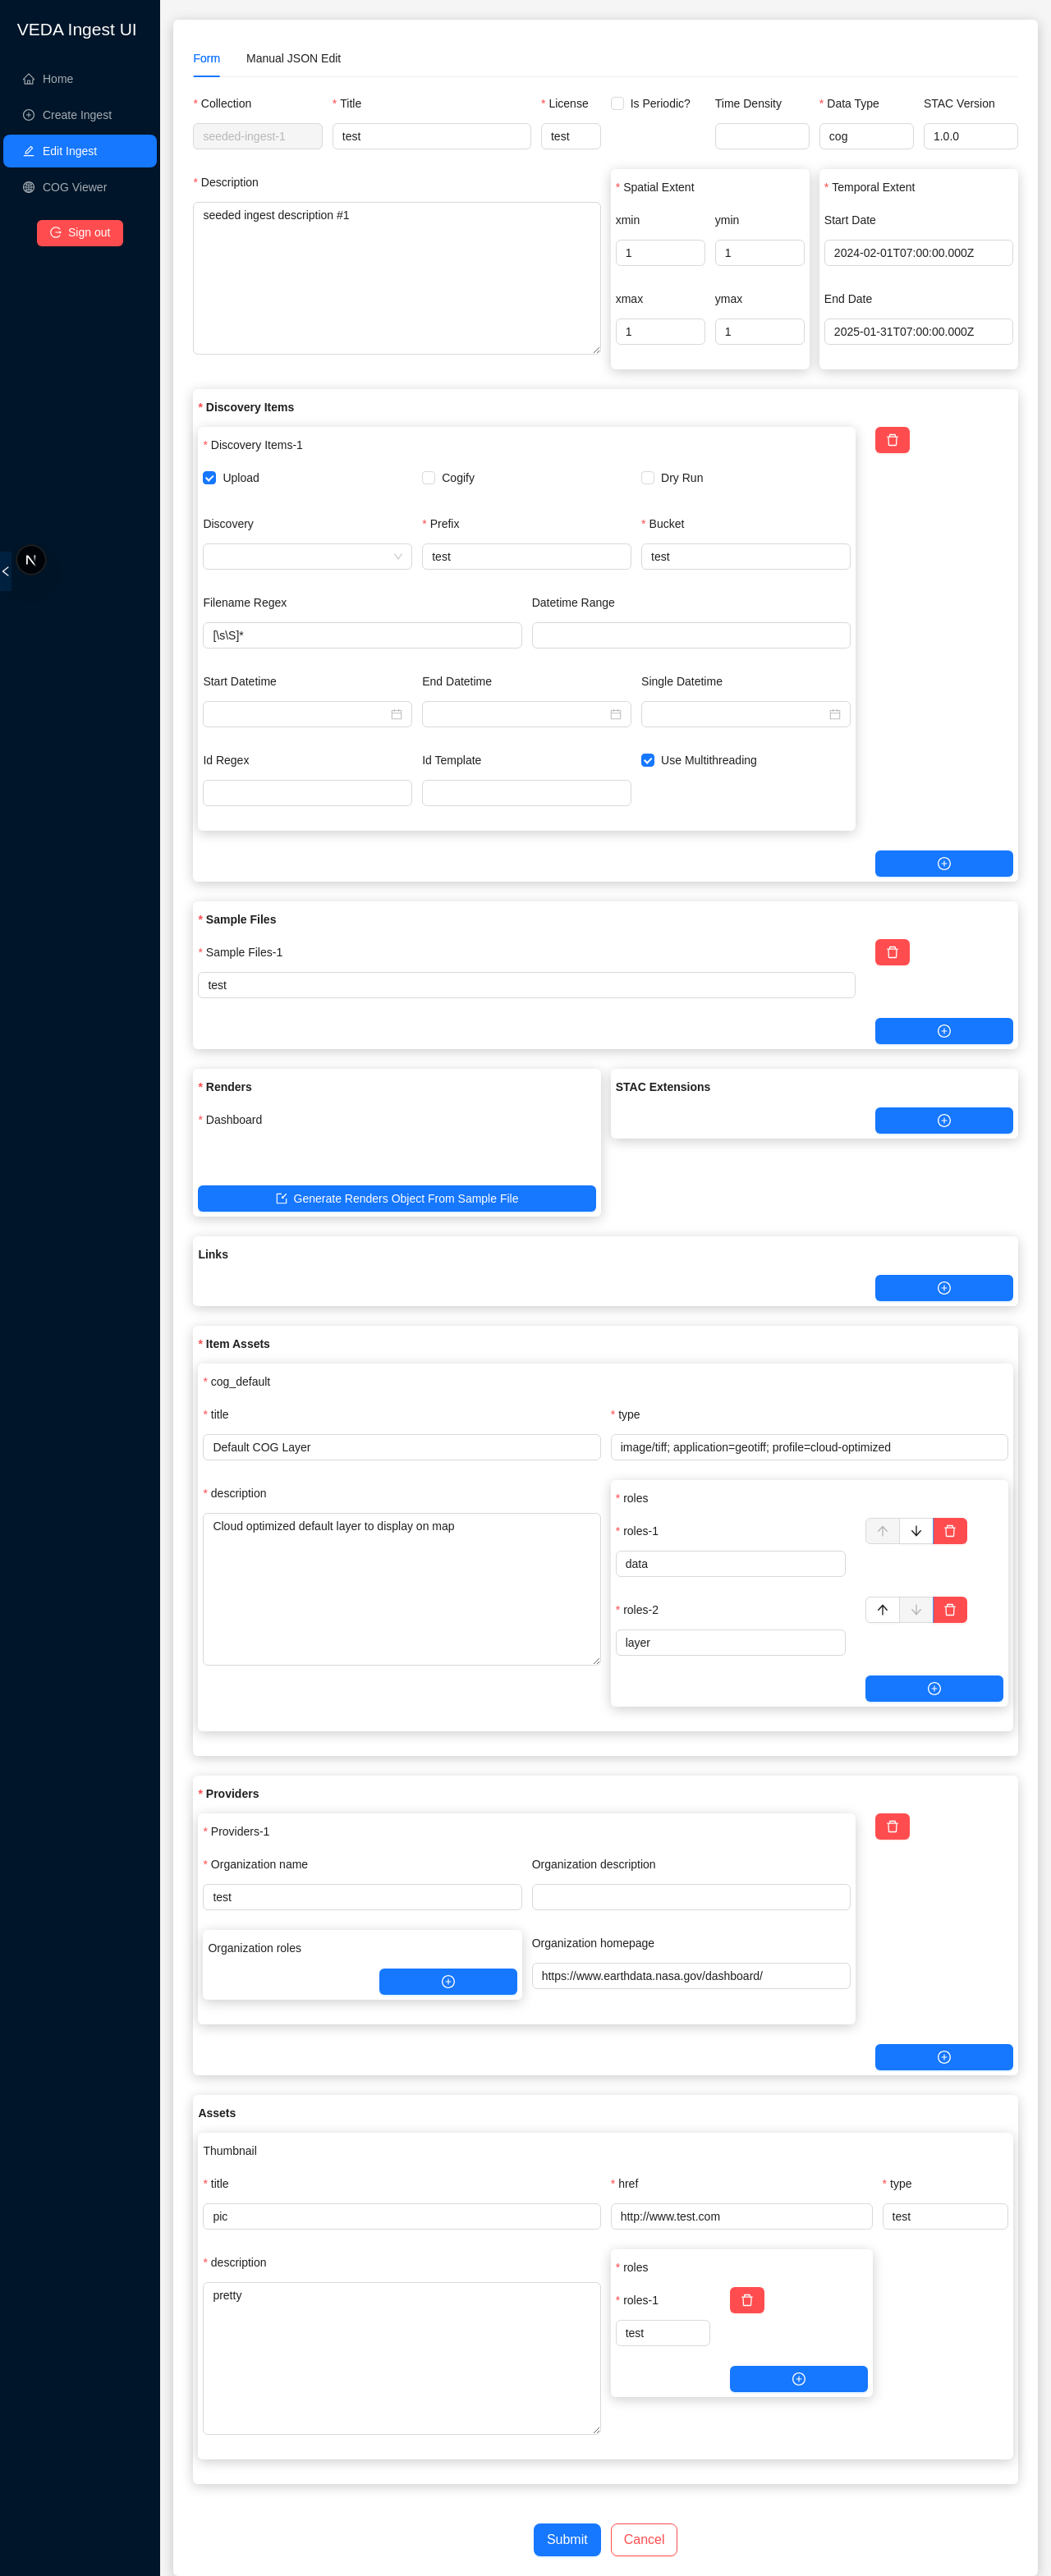 VEDA Ingest UI
Home
Create Ingest
Edit Ingest
COG Viewer
Sign out
N
Form Manual JSON Edit
* Collection * Title * License Is Periodic? Time Density * Data Type STAC Version
seeded-ingest-1 test test cog 1.0.0
* Description
seeded ingest description #1
* Spatial Extent
xmin ymin
1 1
xmax ymax
1 1
* Temporal Extent
Start Date
2024-02-01T07:00:00.000Z
End Date
2025-01-31T07:00:00.000Z
* Discovery Items
* Discovery Items-1
Upload Cogify Dry Run
Discovery * Prefix * Bucket
test test
Filename Regex Datetime Range
[\s\S]*
Start Datetime End Datetime Single Datetime
Id Regex Id Template Use Multithreading
* Sample Files
* Sample Files-1
test
* Renders
* Dashboard
Generate Renders Object From Sample File
STAC Extensions
Links
* Item Assets
* cog_default
* title * type
Default COG Layer image/tiff; application=geotiff; profile=cloud-optimized
* description
Cloud optimized default layer to display on map
* roles
* roles-1
data
* roles-2
layer
* Providers
* Providers-1
* Organization name Organization description
test
Organization roles
Organization homepage
https://www.earthdata.nasa.gov/dashboard/
Assets
Thumbnail
* title * href * type
pic http://www.test.com test
* description
pretty
* roles
* roles-1
test
Submit Cancel